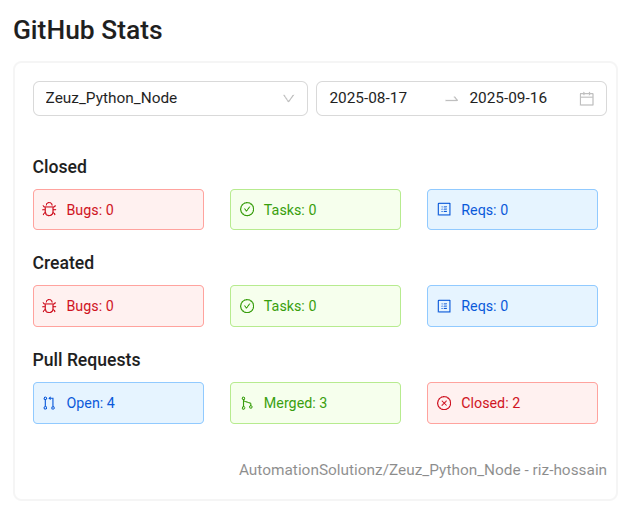 GitHub Stats
Zeuz_Python_Node 2025-08-17 → 2025-09-16
Closed
Bugs: 0 Tasks: 0 Reqs: 0
Created
Bugs: 0 Tasks: 0 Reqs: 0
Pull Requests
Open: 4 Merged: 3 Closed: 2
AutomationSolutionz/Zeuz_Python_Node - riz-hossain